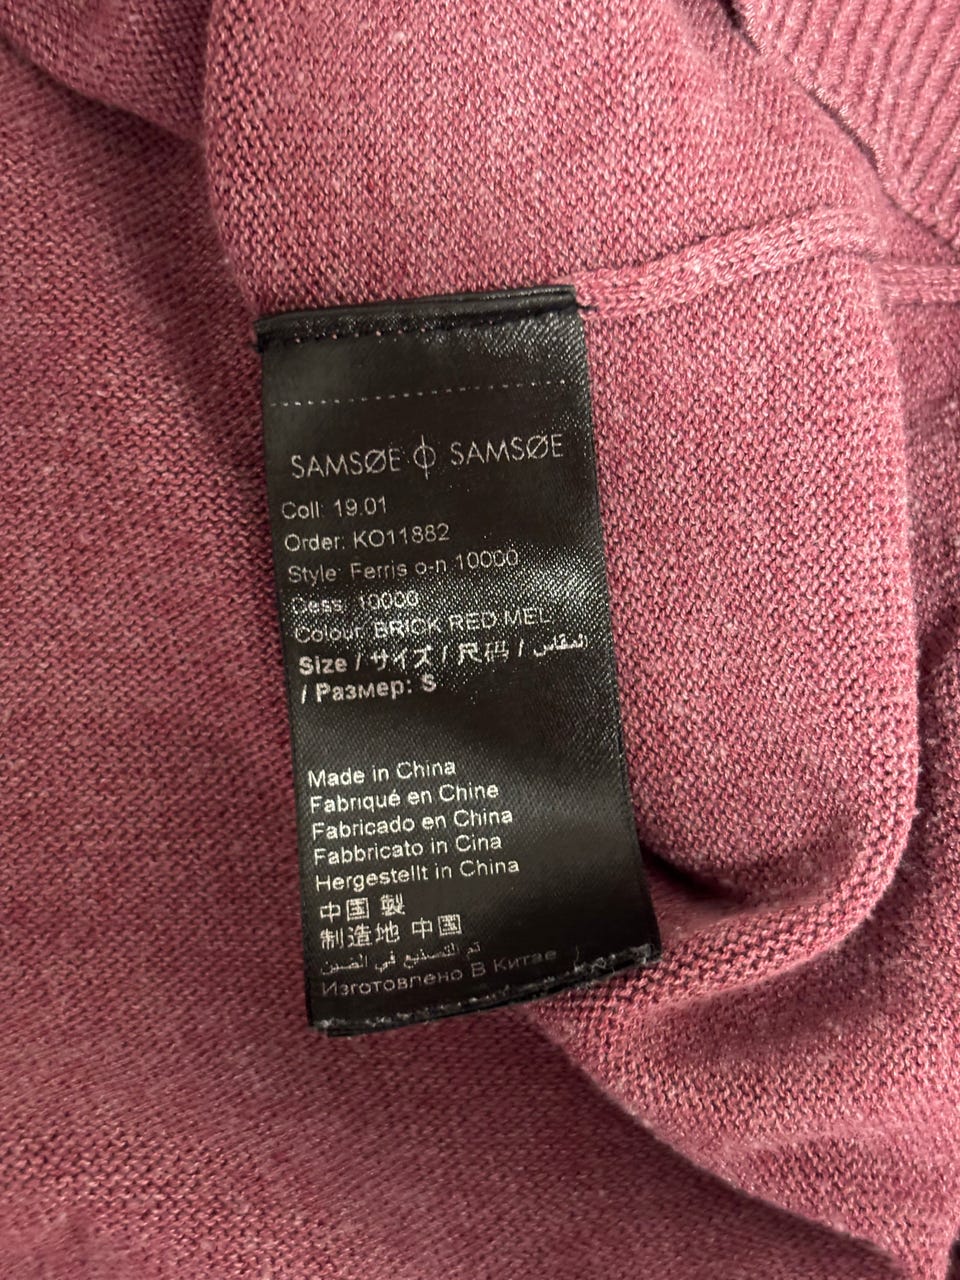 SAMSØE SAMSØE
Coll: 19.01
Order: KO11882
Style: Ferris o-n 10000
Dess: 10000
Colour: BRICK RED MEL
Size / サイズ / 尺码 / المقاس
/ Размер: S
Made in China
Fabriqué en Chine
Fabricado en China
Fabbricato in Cina
Hergestellt in China
中国 製
制造地 中国
تم التصنيع في الصين
Изготовлено В Китае